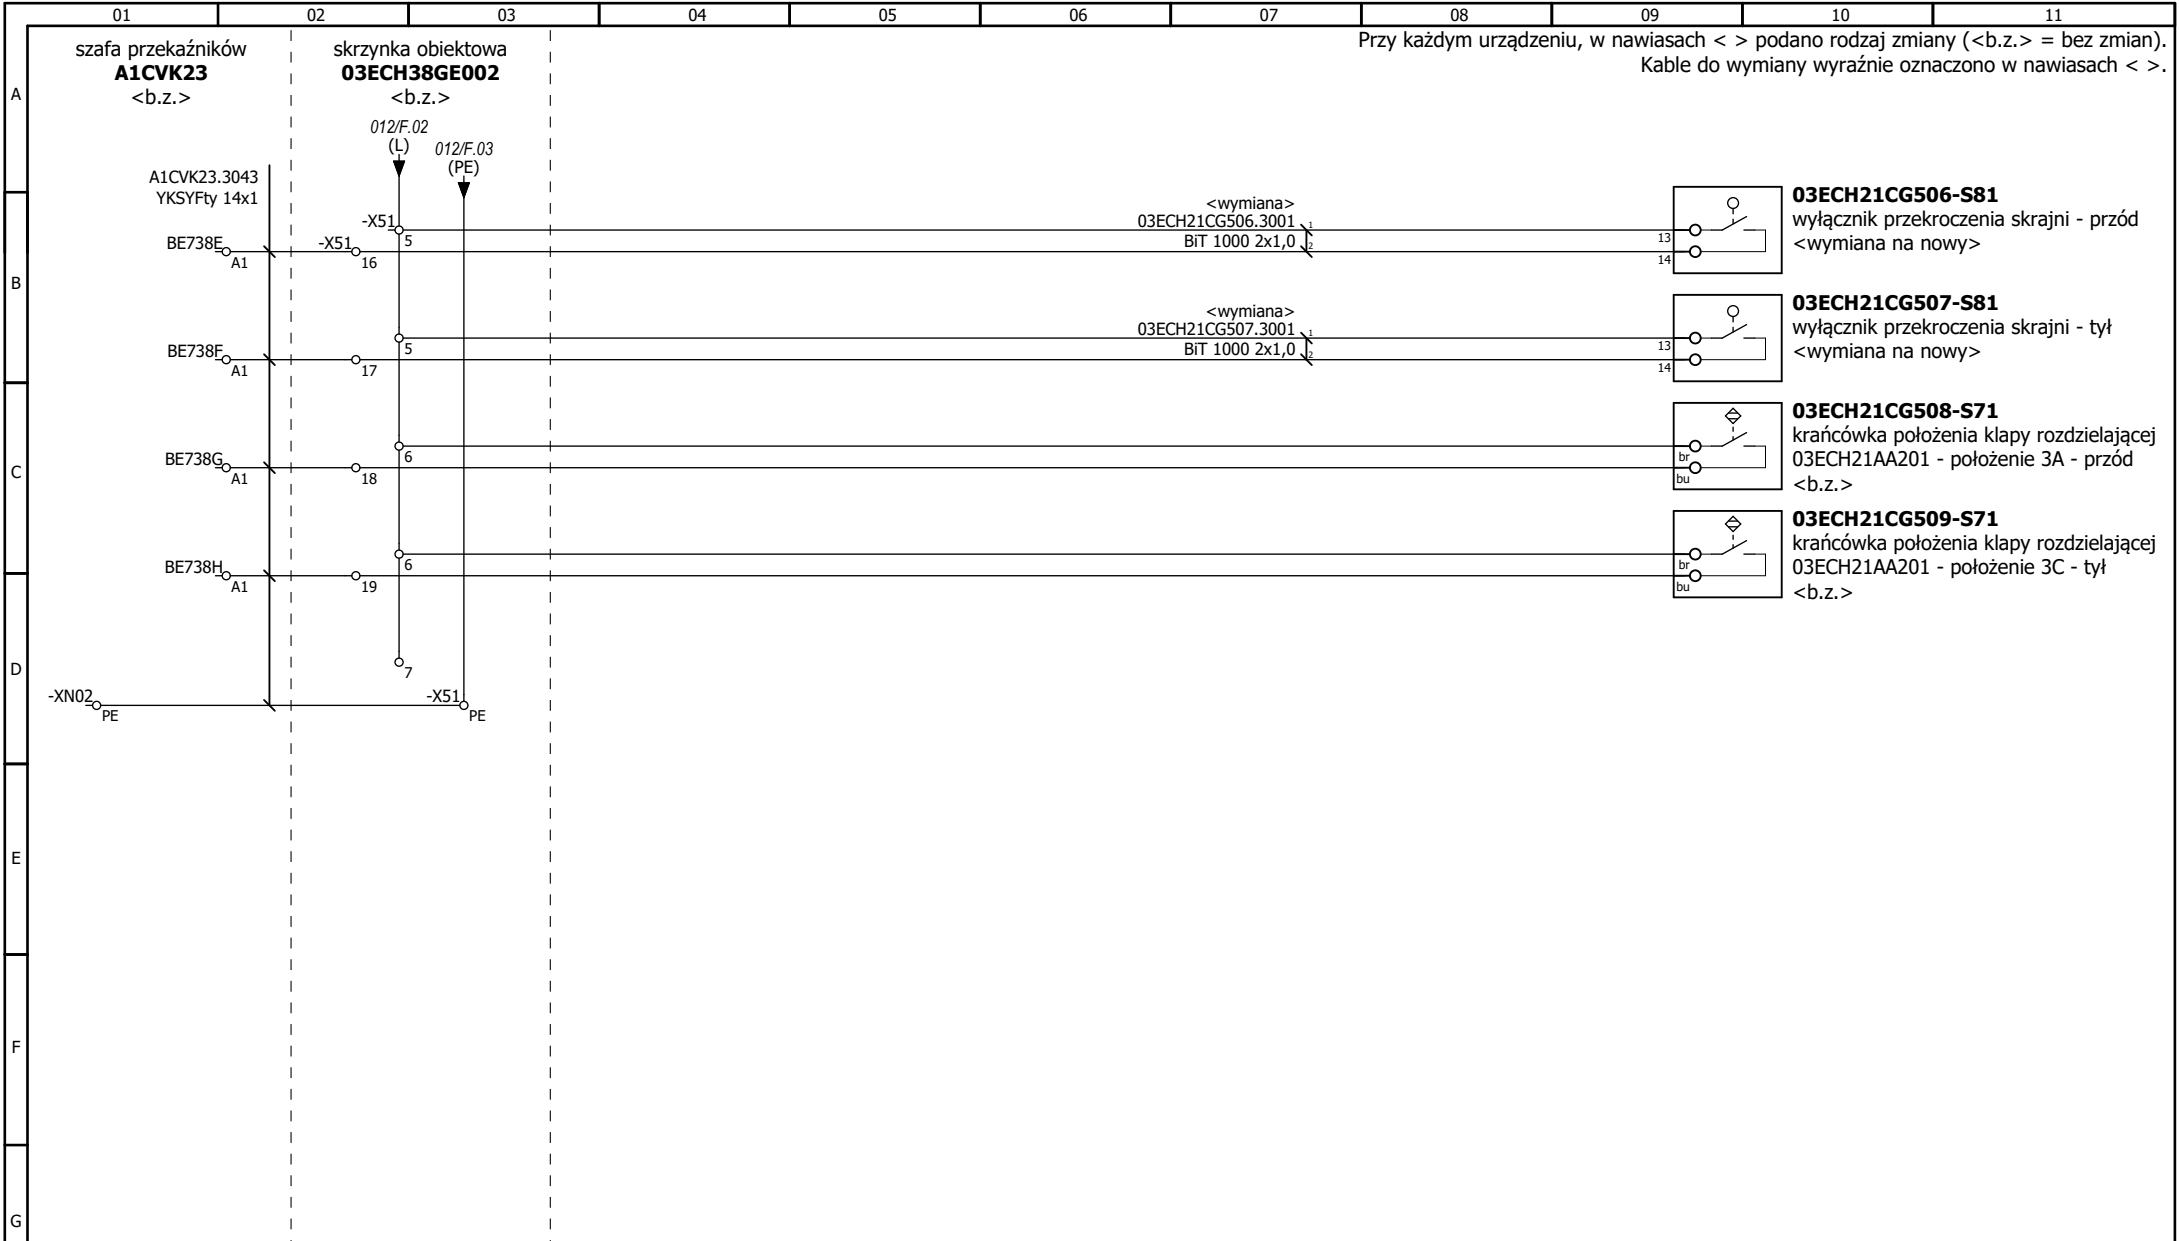 01 02 03 04 05 06 07 08 09 10 11
szafa przekaźników
A1CVK23
<b.z.>
skrzynka obiektowa
03ECH38GE002
<b.z.>
Przy każdym urządzeniu, w nawiasach < > podano rodzaj zmiany (<b.z.> = bez zmian).
Kable do wymiany wyraźnie oznaczono w nawiasach < >.
A
012/F.02
(L)
012/F.03
(PE)
A1CVK23.3043
YKSYFty 14x1
-X51
5
BE738E
A1
-X51
16
<wymiana>
03ECH21CG506.3001
BiT 1000 2x1,0
1
2
13
14
03ECH21CG506-S81
wyłącznik przekroczenia skrajni - przód
<wymiana na nowy>
B
5
BE738F
A1
17
<wymiana>
03ECH21CG507.3001
BiT 1000 2x1,0
1
2
13
14
03ECH21CG507-S81
wyłącznik przekroczenia skrajni - tył
<wymiana na nowy>
C
6
BE738G
A1
18
br
bu
03ECH21CG508-S71
krańcówka położenia klapy rozdzielającej
03ECH21AA201 - położenie 3A - przód
<b.z.>
6
BE738H
A1
19
br
bu
03ECH21CG509-S71
krańcówka położenia klapy rozdzielającej
03ECH21AA201 - położenie 3C - tył
<b.z.>
D
7
-XN02
PE
-X51
PE
E
F
G